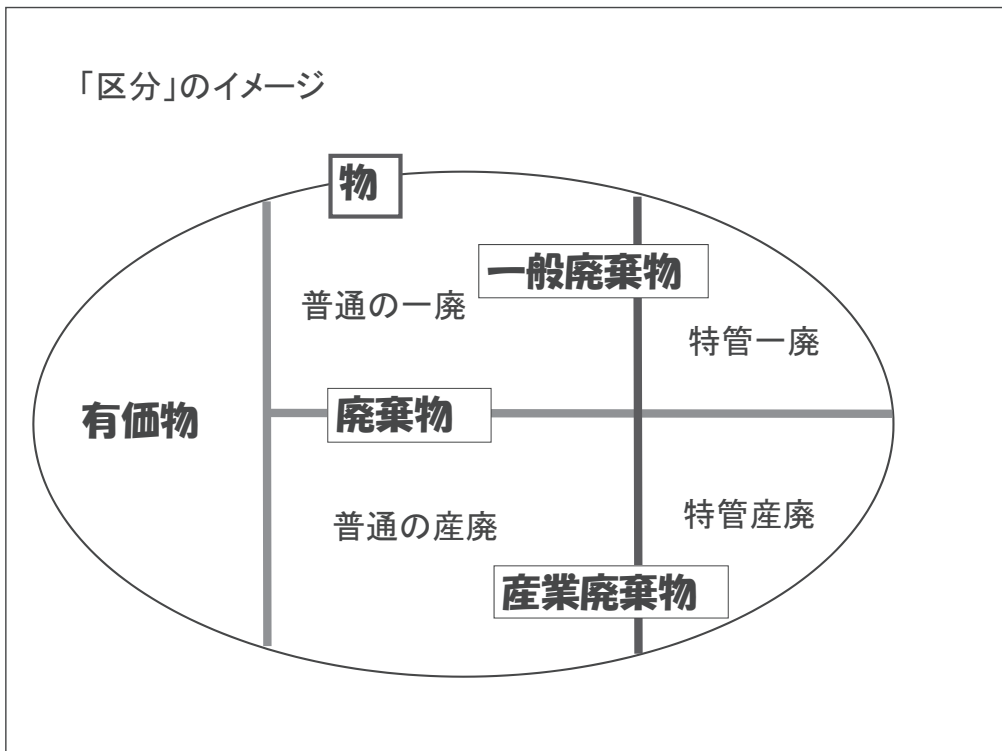 「区分」のイメージ
物
一般廃棄物
普通の一廃
特管一廃
有価物
廃棄物
普通の産廃
特管産廃
産業廃棄物